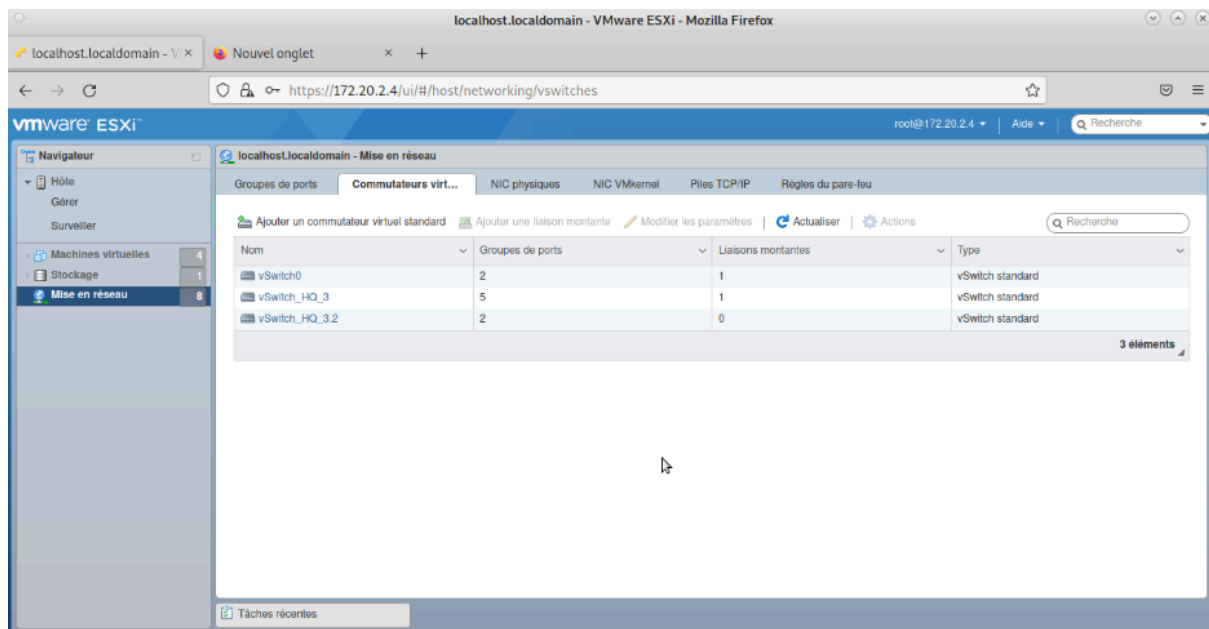 localhost.localdomain - VMware ESXi - Mozilla Firefox
localhost.localdomain - V
Nouvel onglet
https://172.20.2.4/ui/#/host/networking/vswitches
vmware ESXi™
root@172.20.2.4
Aide
Recherche
Navigateur
localhost.localdomain - Mise en réseau
Hôte
Gérer
Surveiller
Machines virtuelles 4
Stockage 1
Mise en réseau 8
Groupes de ports
Commutateurs virt...
NIC physiques
NIC VMkernel
Piles TCP/IP
Règles du pare-feu
Ajouter un commutateur virtuel standard
Ajouter une liaison montante
Modifier les paramètres
Actualiser
Actions
Recherche
Nom Groupes de ports Liaisons montantes Type
vSwitch0 2 1 vSwitch standard
vSwitch_HQ_3 5 1 vSwitch standard
vSwitch_HQ_3.2 2 0 vSwitch standard
3 éléments
Tâches récentes